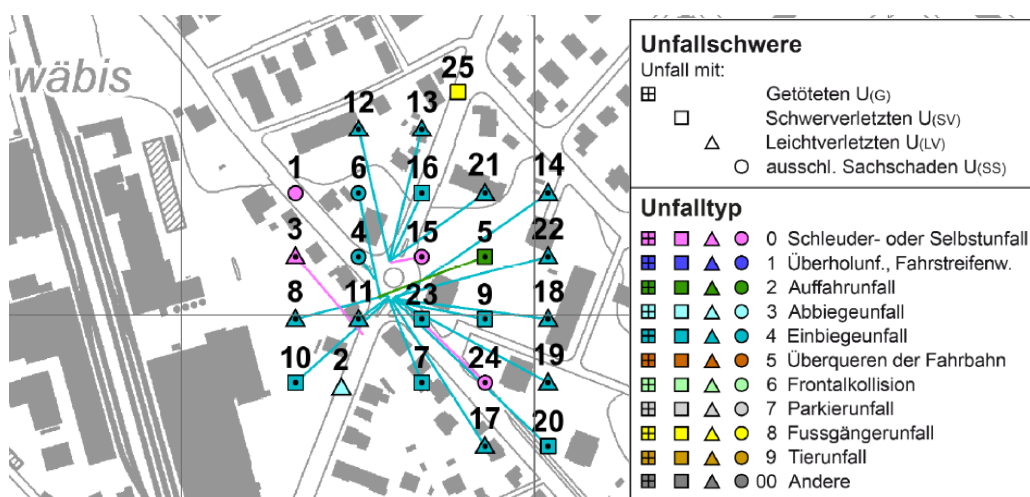 wäbis
25
12
13
1
6
16
21
14
3
4
15
5
22
8
11
23
9
18
10
2
7
24
19
17
20
Unfallschwere
Unfall mit:
Getöteten U(G)
Schwerverletzten U(SV)
Leichtverletzten U(LV)
ausschl. Sachschaden U(SS)
Unfalltyp
0 Schleuder- oder Selbstunfall
1 Überholunf., Fahrstreifenw.
2 Auffahrunfall
3 Abbiegeunfall
4 Einbiegeunfall
5 Überqueren der Fahrbahn
6 Frontalkollision
7 Parkierunfall
8 Fussgängerunfall
9 Tierunfall
00 Andere